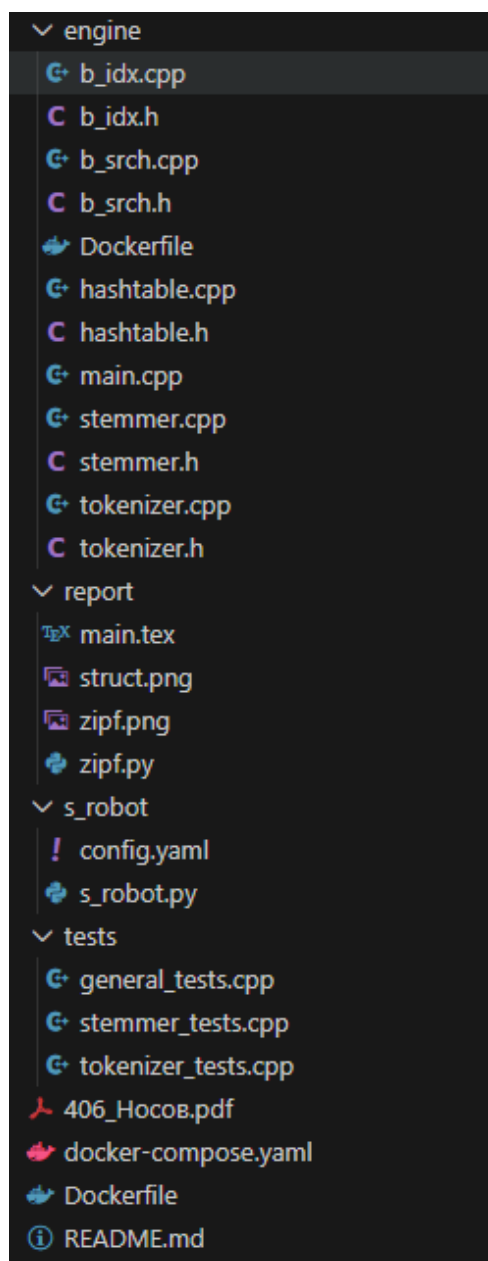 engine
b_idx.cpp
C b_idx.h
b_srch.cpp
C b_srch.h
Dockerfile
hashtable.cpp
C hashtable.h
main.cpp
stemmer.cpp
C stemmer.h
tokenizer.cpp
C tokenizer.h
report
TEX main.tex
struct.png
zipf.png
zipf.py
s_robot
! config.yaml
s_robot.py
tests
general_tests.cpp
stemmer_tests.cpp
tokenizer_tests.cpp
406_Носов.pdf
docker-compose.yaml
Dockerfile
README.md